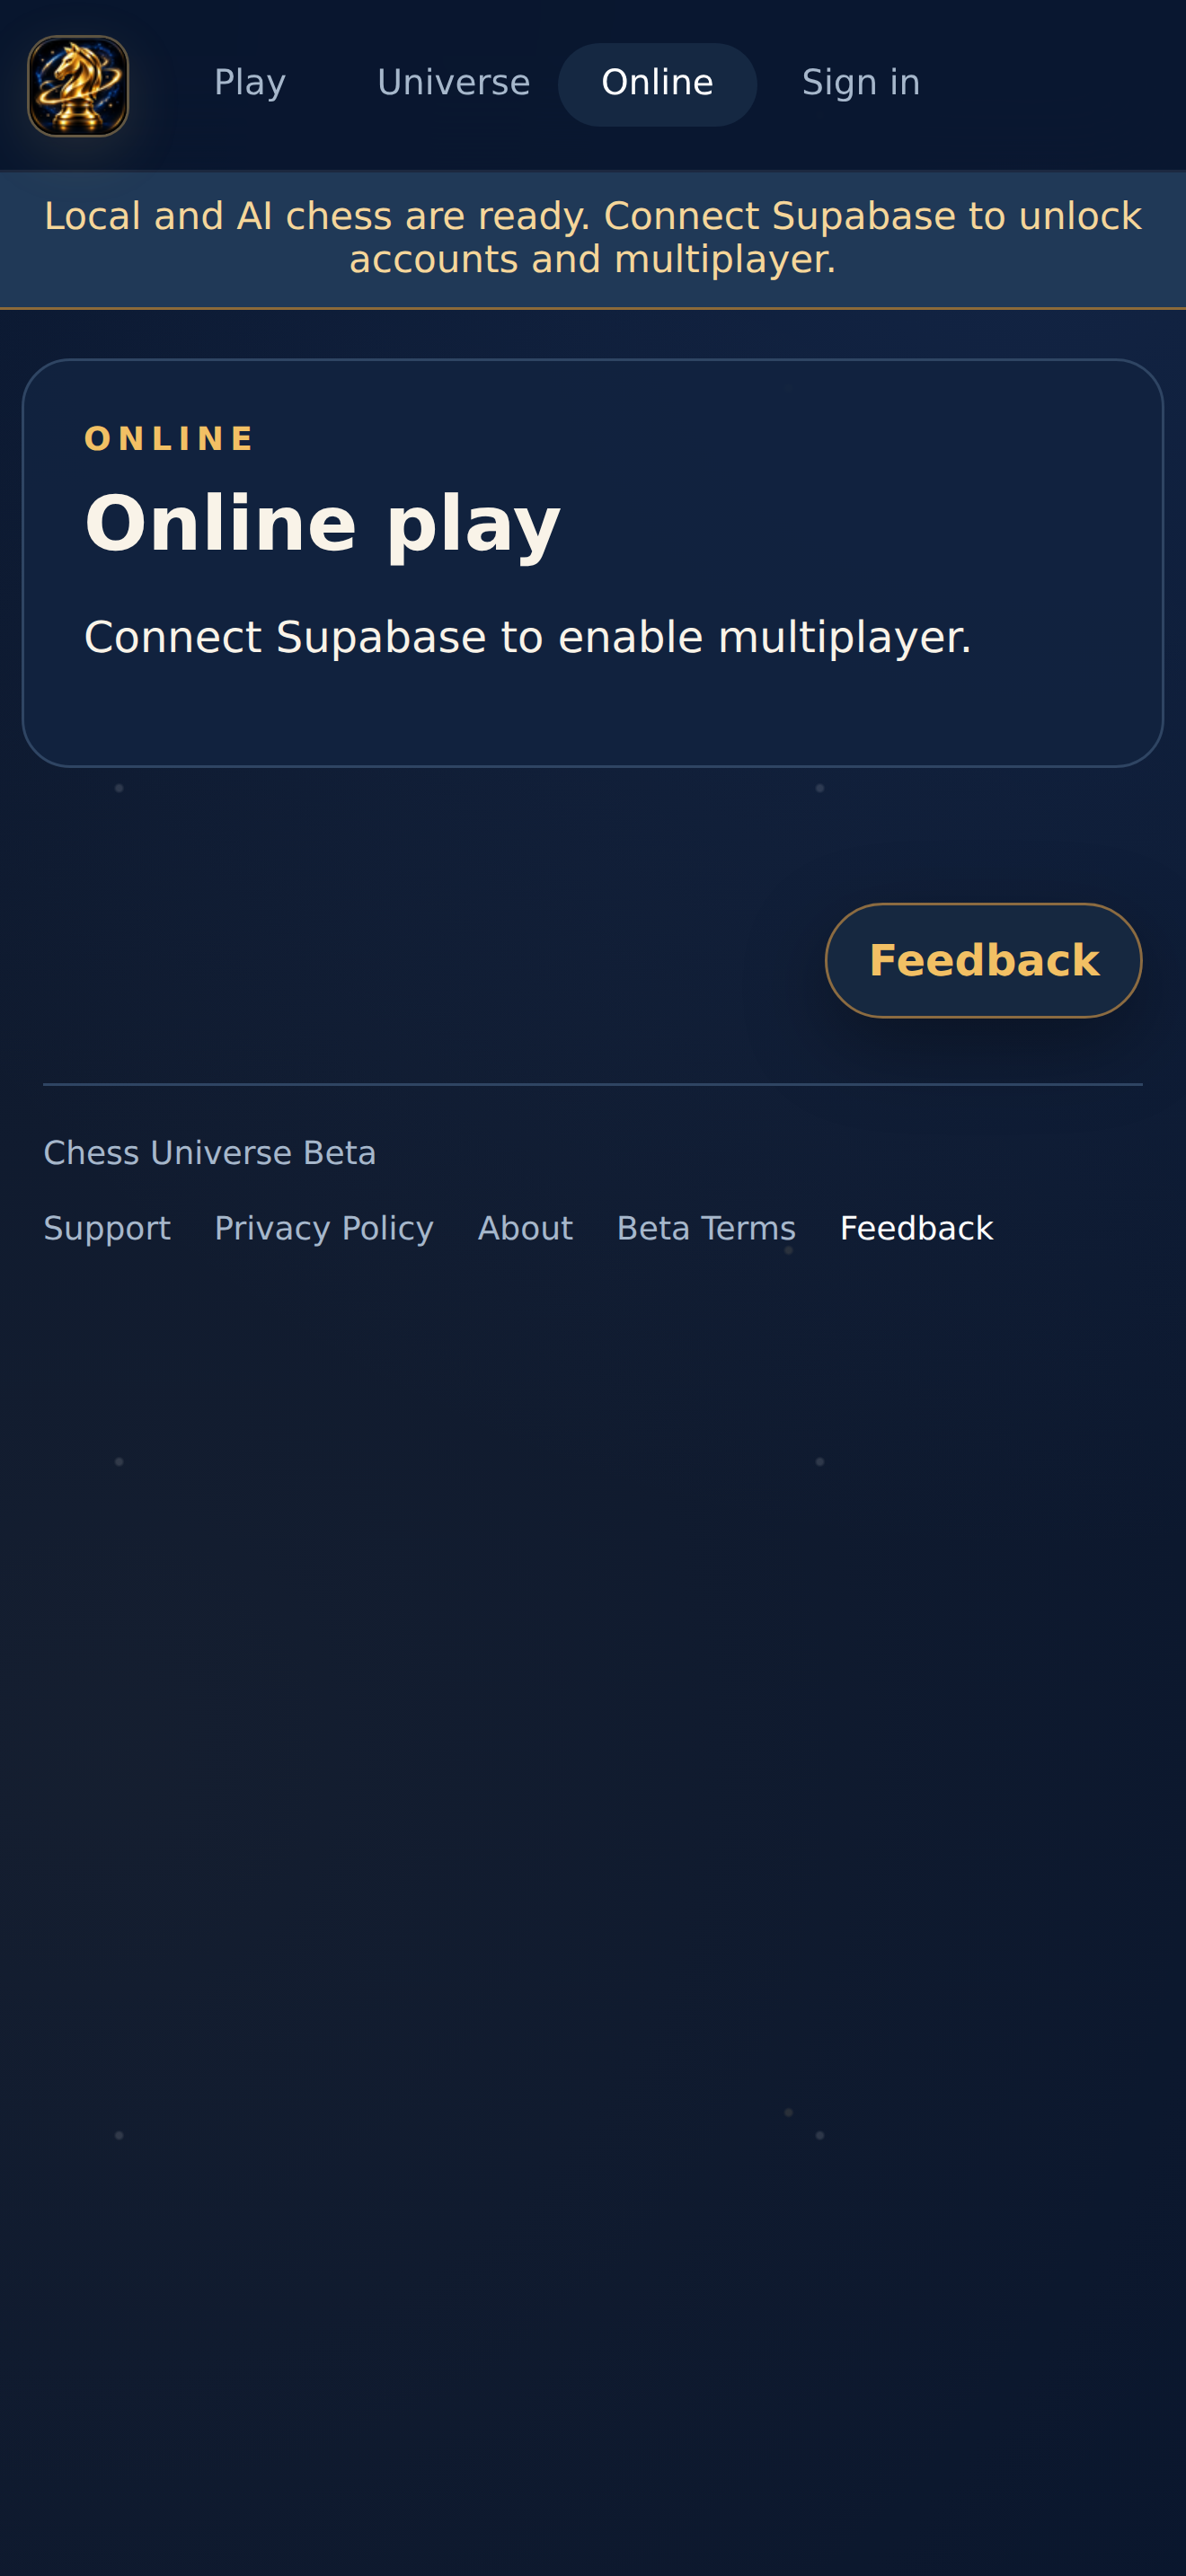 Play Universe Online Sign in
Local and AI chess are ready. Connect Supabase to unlock
accounts and multiplayer.
ONLINE
Online play
Connect Supabase to enable multiplayer.
Feedback
Chess Universe Beta
Support Privacy Policy About Beta Terms Feedback